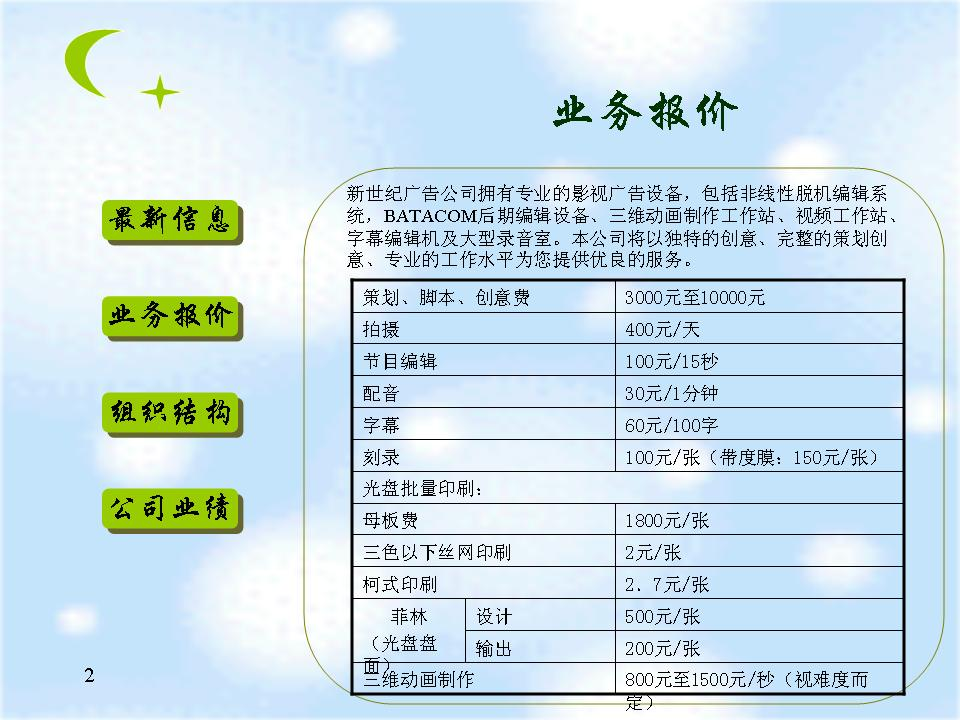 业务报价
最新信息
业务报价
组织结构
公司业绩
新世纪广告公司拥有专业的影视广告设备，包括非线性脱机编辑系
统，BATACOM后期编辑设备、三维动画制作工作站、视频工作站、
字幕编辑机及大型录音室。本公司将以独特的创意、完整的策划创
意、专业的工作水平为您提供优良的服务。
策划、脚本、创意费 3000元至10000元
拍摄 400元/天
节目编辑 100元/15秒
配音 30元/1分钟
字幕 60元/100字
刻录 100元/张（带度膜：150元/张）
光盘批量印刷：
母板费 1800元/张
三色以下丝网印刷 2元/张
柯式印刷 2．7元/张
菲林 设计 500元/张
（光盘盘 输出 200元/张
面）
三维动画制作 800元至1500元/秒（视难度而
定）
2